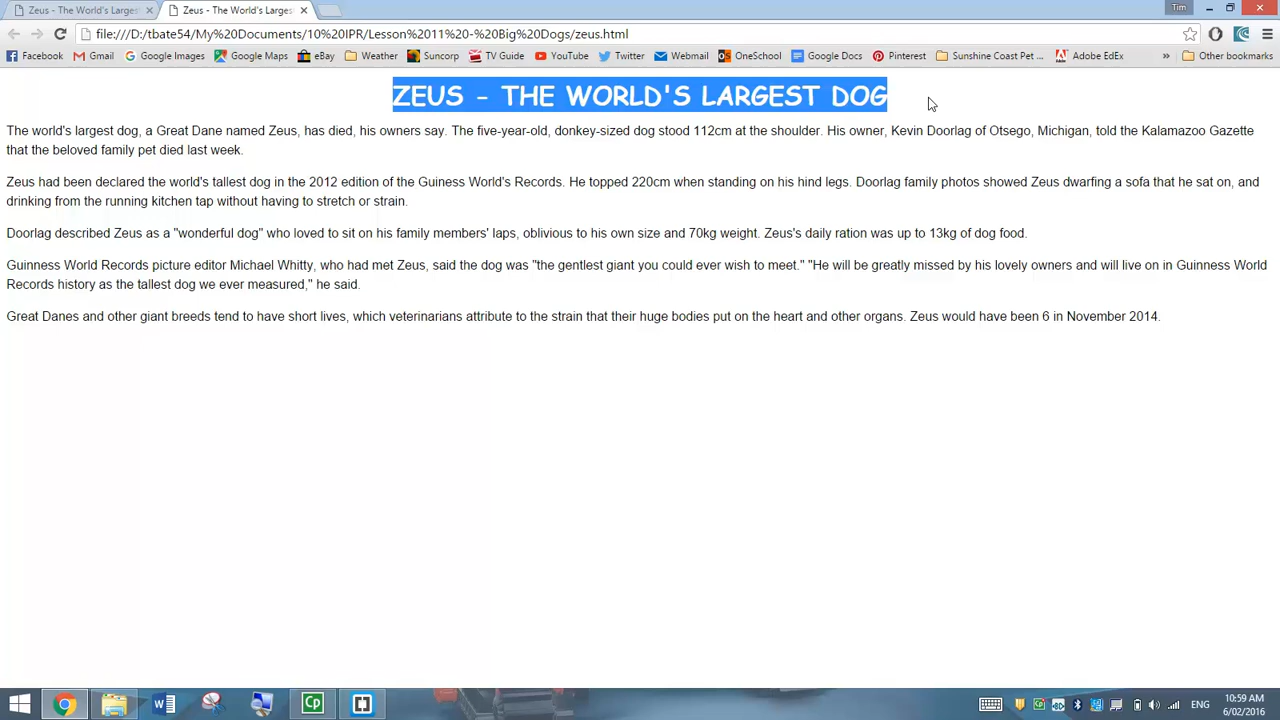 Zeus - The World's Larges
Zeus - The World's Larges
Tim
file:///D:/tbate54/My%20Documents/10%20IPR/Lesson%2011%20-%20Big%20Dogs/zeus.html
Facebook Gmail Google Images Google Maps eBay Weather Suncorp TV Guide YouTube Twitter Webmail OneSchool Google Docs Pinterest Sunshine Coast Pet ... Adobe EdEx » Other bookmarks
ZEUS - THE WORLD'S LARGEST DOG
The world's largest dog, a Great Dane named Zeus, has died, his owners say. The five-year-old, donkey-sized dog stood 112cm at the shoulder. His owner, Kevin Doorlag of Otsego, Michigan, told the Kalamazoo Gazette
that the beloved family pet died last week.
Zeus had been declared the world's tallest dog in the 2012 edition of the Guiness World's Records. He topped 220cm when standing on his hind legs. Doorlag family photos showed Zeus dwarfing a sofa that he sat on, and
drinking from the running kitchen tap without having to stretch or strain.
Doorlag described Zeus as a "wonderful dog" who loved to sit on his family members' laps, oblivious to his own size and 70kg weight. Zeus's daily ration was up to 13kg of dog food.
Guinness World Records picture editor Michael Whitty, who had met Zeus, said the dog was "the gentlest giant you could ever wish to meet." "He will be greatly missed by his lovely owners and will live on in Guinness World
Records history as the tallest dog we ever measured," he said.
Great Danes and other giant breeds tend to have short lives, which veterinarians attribute to the strain that their huge bodies put on the heart and other organs. Zeus would have been 6 in November 2014.
Cp
ENG
10:59 AM
6/02/2016